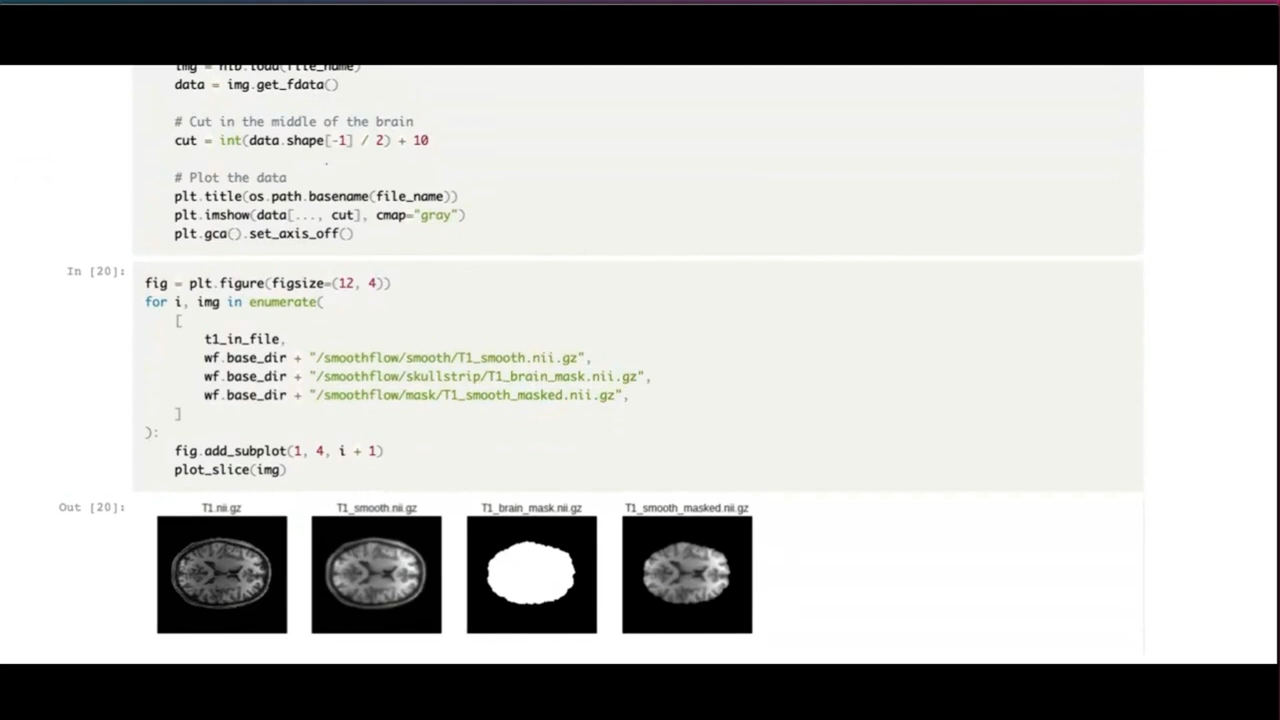 img = nib.load(file_name)
data = img.get_fdata()
# Cut in the middle of the brain
cut = int(data.shape[-1] / 2) + 10
# Plot the data
plt.title(os.path.basename(file_name))
plt.imshow(data[..., cut], cmap="gray")
plt.gca().set_axis_off()
In [20]:
fig = plt.figure(figsize=(12, 4))
for i, img in enumerate(
[
t1_in_file,
wf.base_dir + "/smoothflow/smooth/T1_smooth.nii.gz",
wf.base_dir + "/smoothflow/skullstrip/T1_brain_mask.nii.gz",
wf.base_dir + "/smoothflow/mask/T1_smooth_masked.nii.gz",
]
):
fig.add_subplot(1, 4, i + 1)
plot_slice(img)
Out [20]:
T1.nii.gz T1_smooth.nii.gz T1_brain_mask.nii.gz T1_smooth_masked.nii.gz